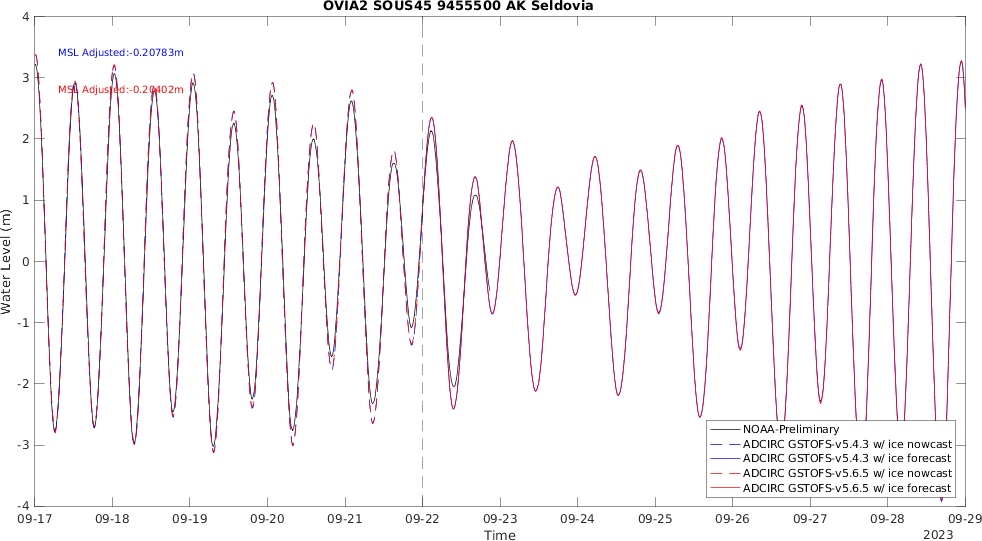 OVIA2 SOUS45 9455500 AK Seldovia
4
3
2
1
0
-1
-2
-3
-4
Water Level (m)
MSL Adjusted:-0.20783m
MSL Adjusted:-0.20402m
NOAA-Preliminary
ADCIRC GSTOFS-v5.4.3 w/ ice nowcast
ADCIRC GSTOFS-v5.4.3 w/ ice forecast
ADCIRC GSTOFS-v5.6.5 w/ ice nowcast
ADCIRC GSTOFS-v5.6.5 w/ ice forecast
09-17 09-18 09-19 09-20 09-21 09-22 09-23 09-24 09-25 09-26 09-27 09-28 09-29
Time
2023